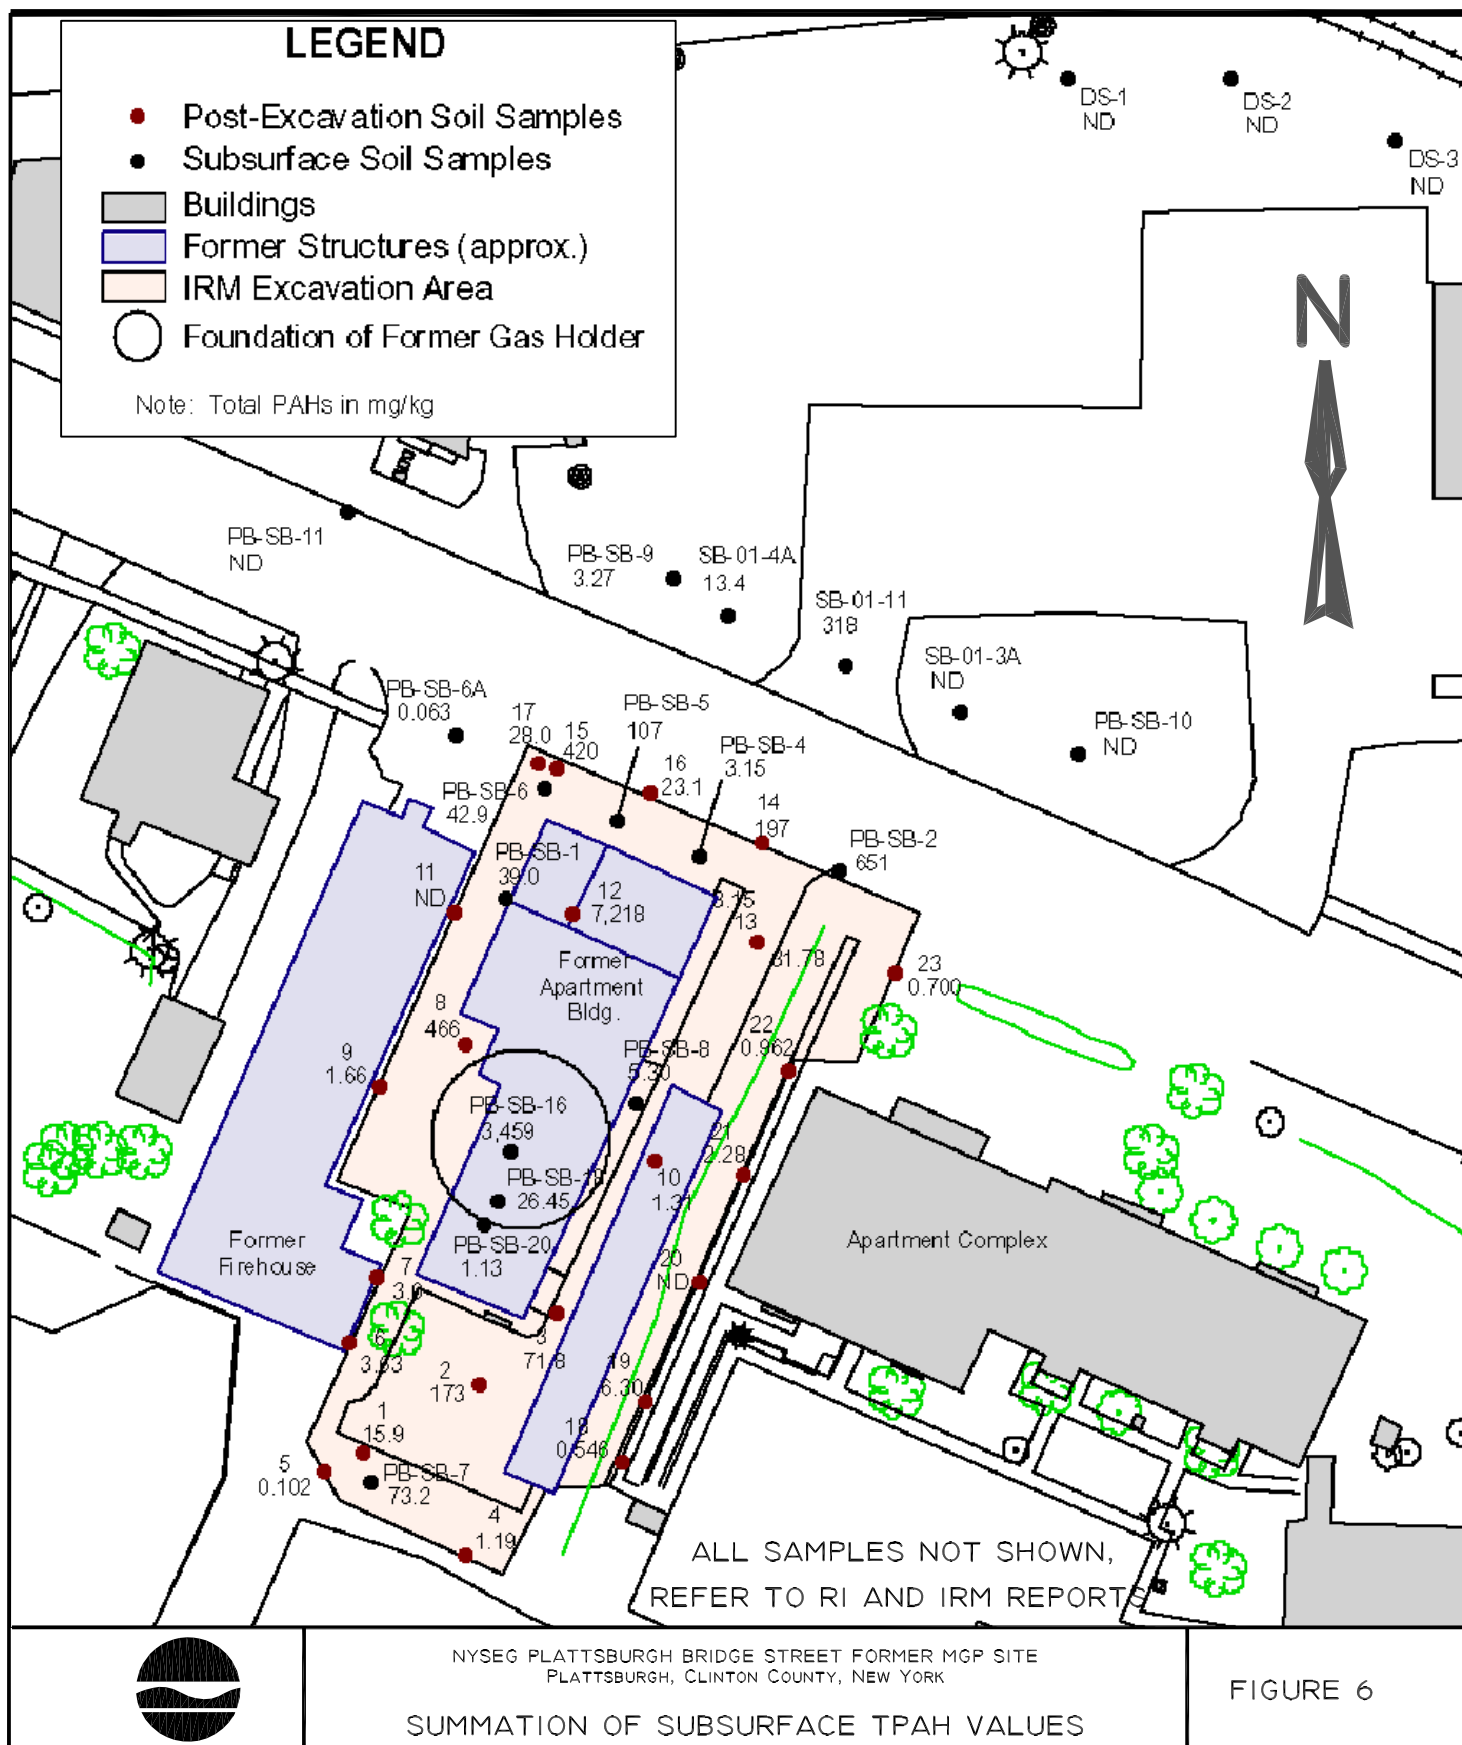 LEGEND
Post-Excavation Soil Samples
Subsurface Soil Samples
Buildings
Former Structures (approx.)
IRM Excavation Area
Foundation of Former Gas Holder
Note: Total PAHs in mg/kg
DS-1
ND
DS-2
ND
DS-3
ND
N
PB-SB-11
ND
PB-SB-9
3.27
SB-01-4A
13.4
SB-01-11
318
SB-01-3A
ND
PB-SB-10
ND
PB-SB-6A
0.063
17
28.0
15
420
PB-SB-5
107
16
23.1
PB-SB-4
3.15
14
197
PB-SB-2
651
PB-SB-6
42.9
PB-SB-1
39.0
11
ND
12
7,218
3.15
13
31.78
23
0.700
Former
Apartment
Bldg.
8
466
22
0.962
PB-SB-8
5.30
9
1.66
PB-SB-16
3,459
21
2.28
10
1.31
PB-SB-18
26.45
PB-SB-20
1.13
Former
Firehouse
Apartment Complex
7
3.6
20
ND
6
3.63
3
71.8
2
173
19
6.30
1
15.9
18
0.546
5
0.102
PB-SB-7
73.2
4
1.19
ALL SAMPLES NOT SHOWN,
REFER TO RI AND IRM REPORTS
NYSEG PLATTSBURGH BRIDGE STREET FORMER MGP SITE
PLATTSBURGH, CLINTON COUNTY, NEW YORK
SUMMATION OF SUBSURFACE TPAH VALUES
FIGURE 6